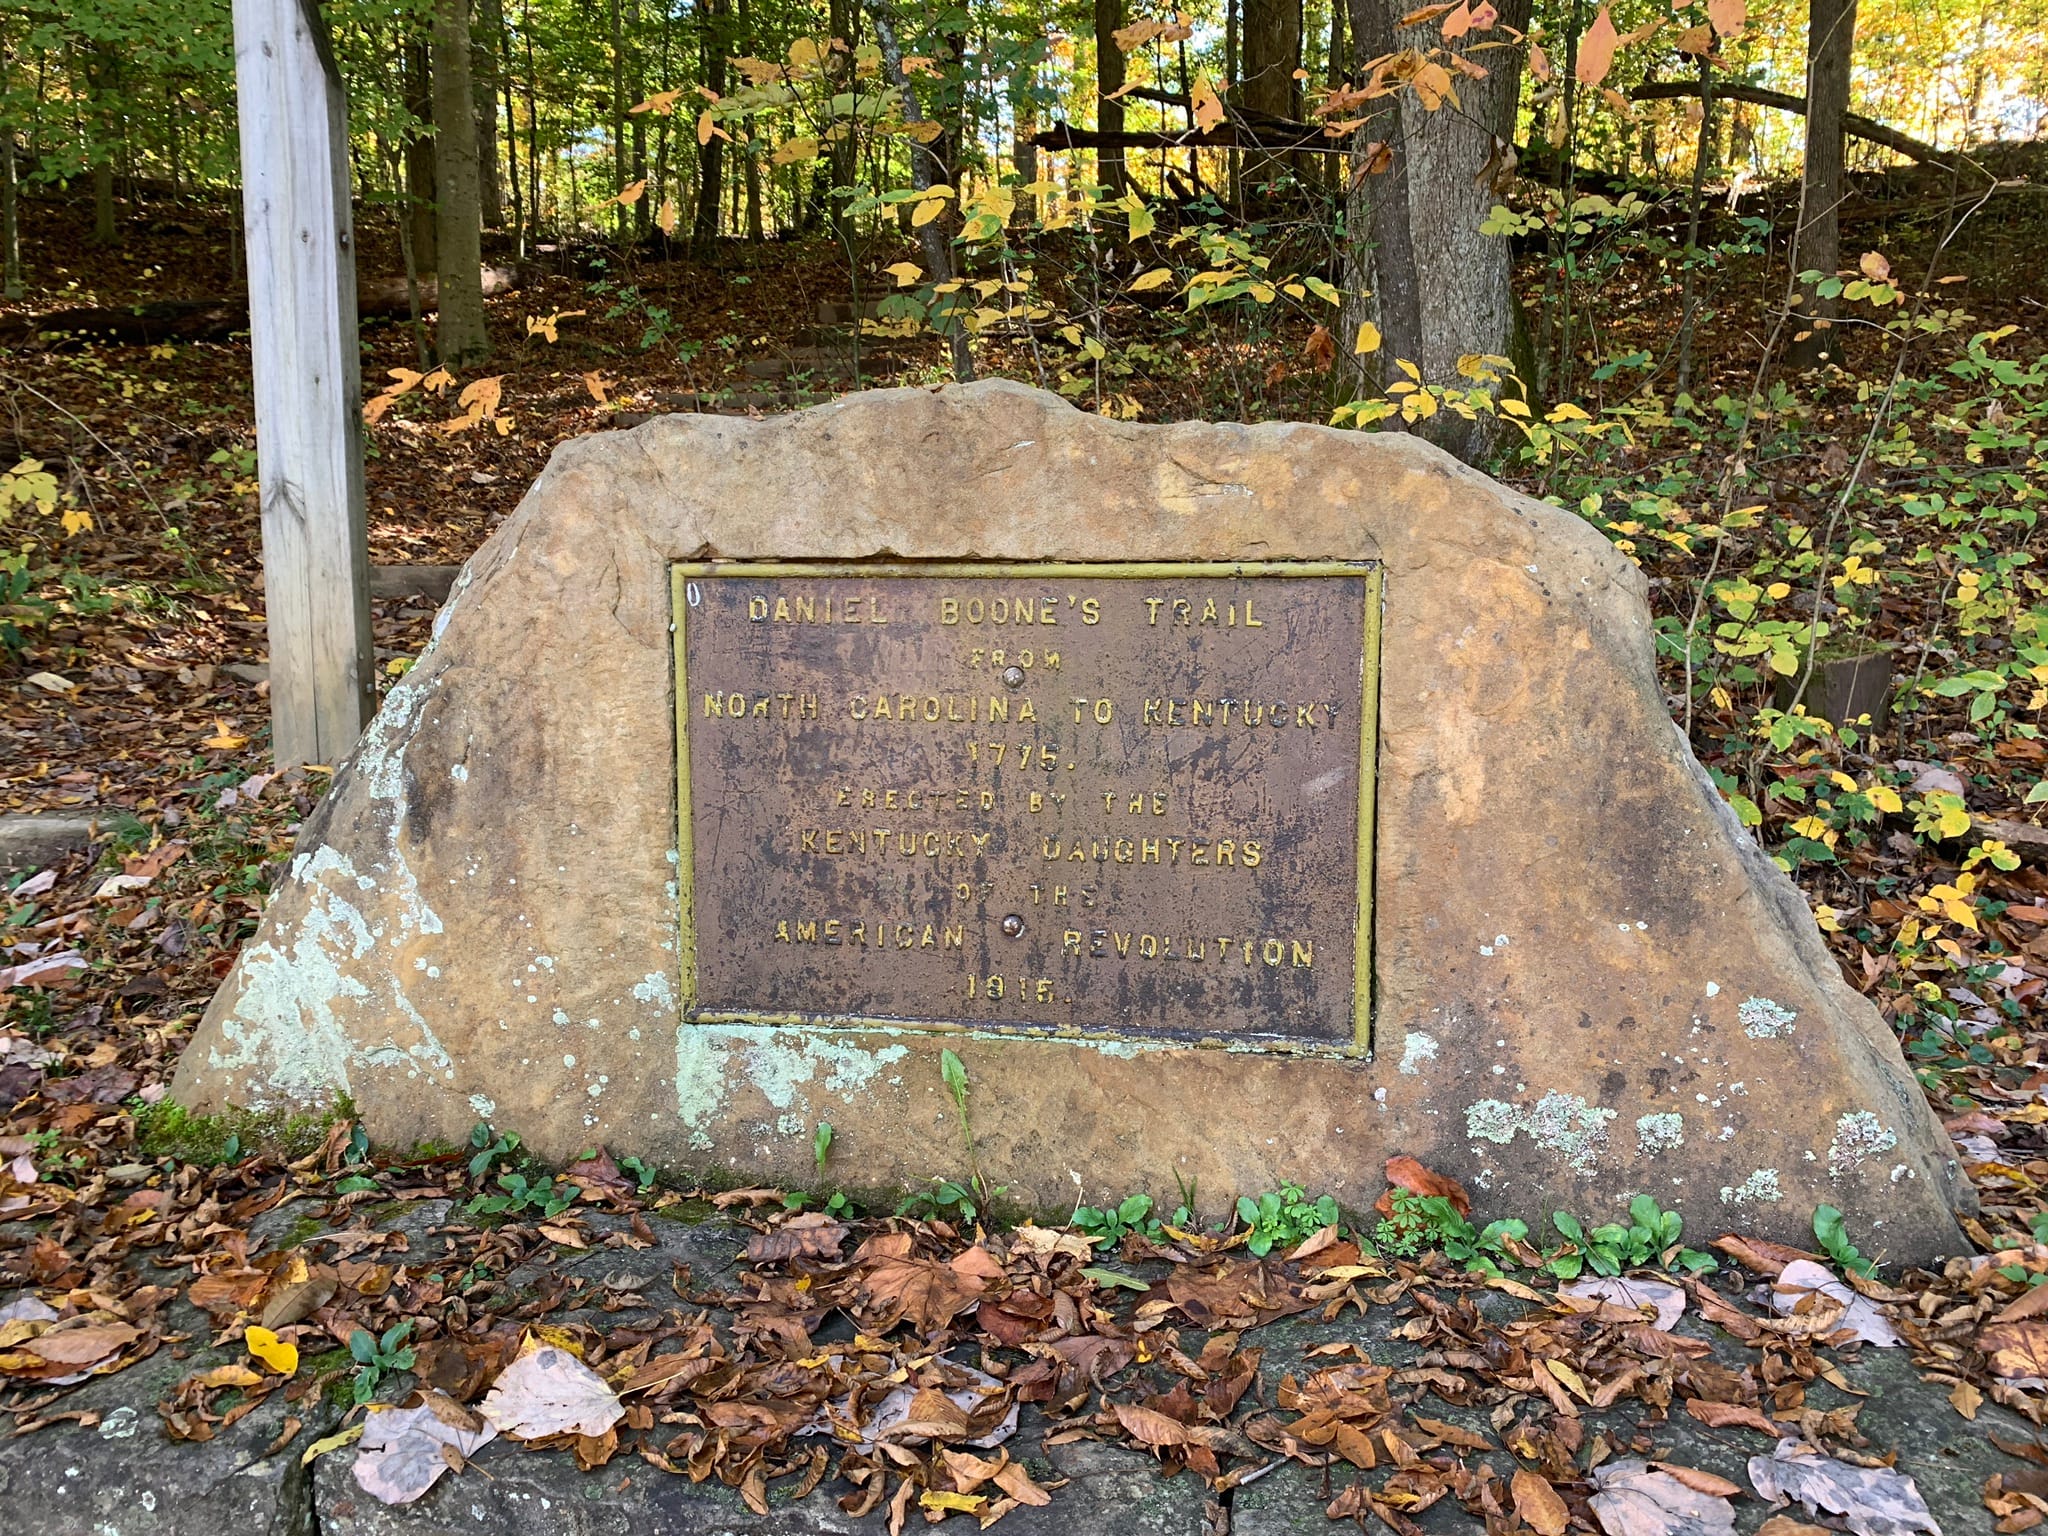 DANIEL BOONE'S TRAIL
FROM
NORTH CAROLINA TO KENTUCKY
1775.
ERECTED BY THE
KENTUCKY DAUGHTERS
OF THE
AMERICAN REVOLUTION
1915.